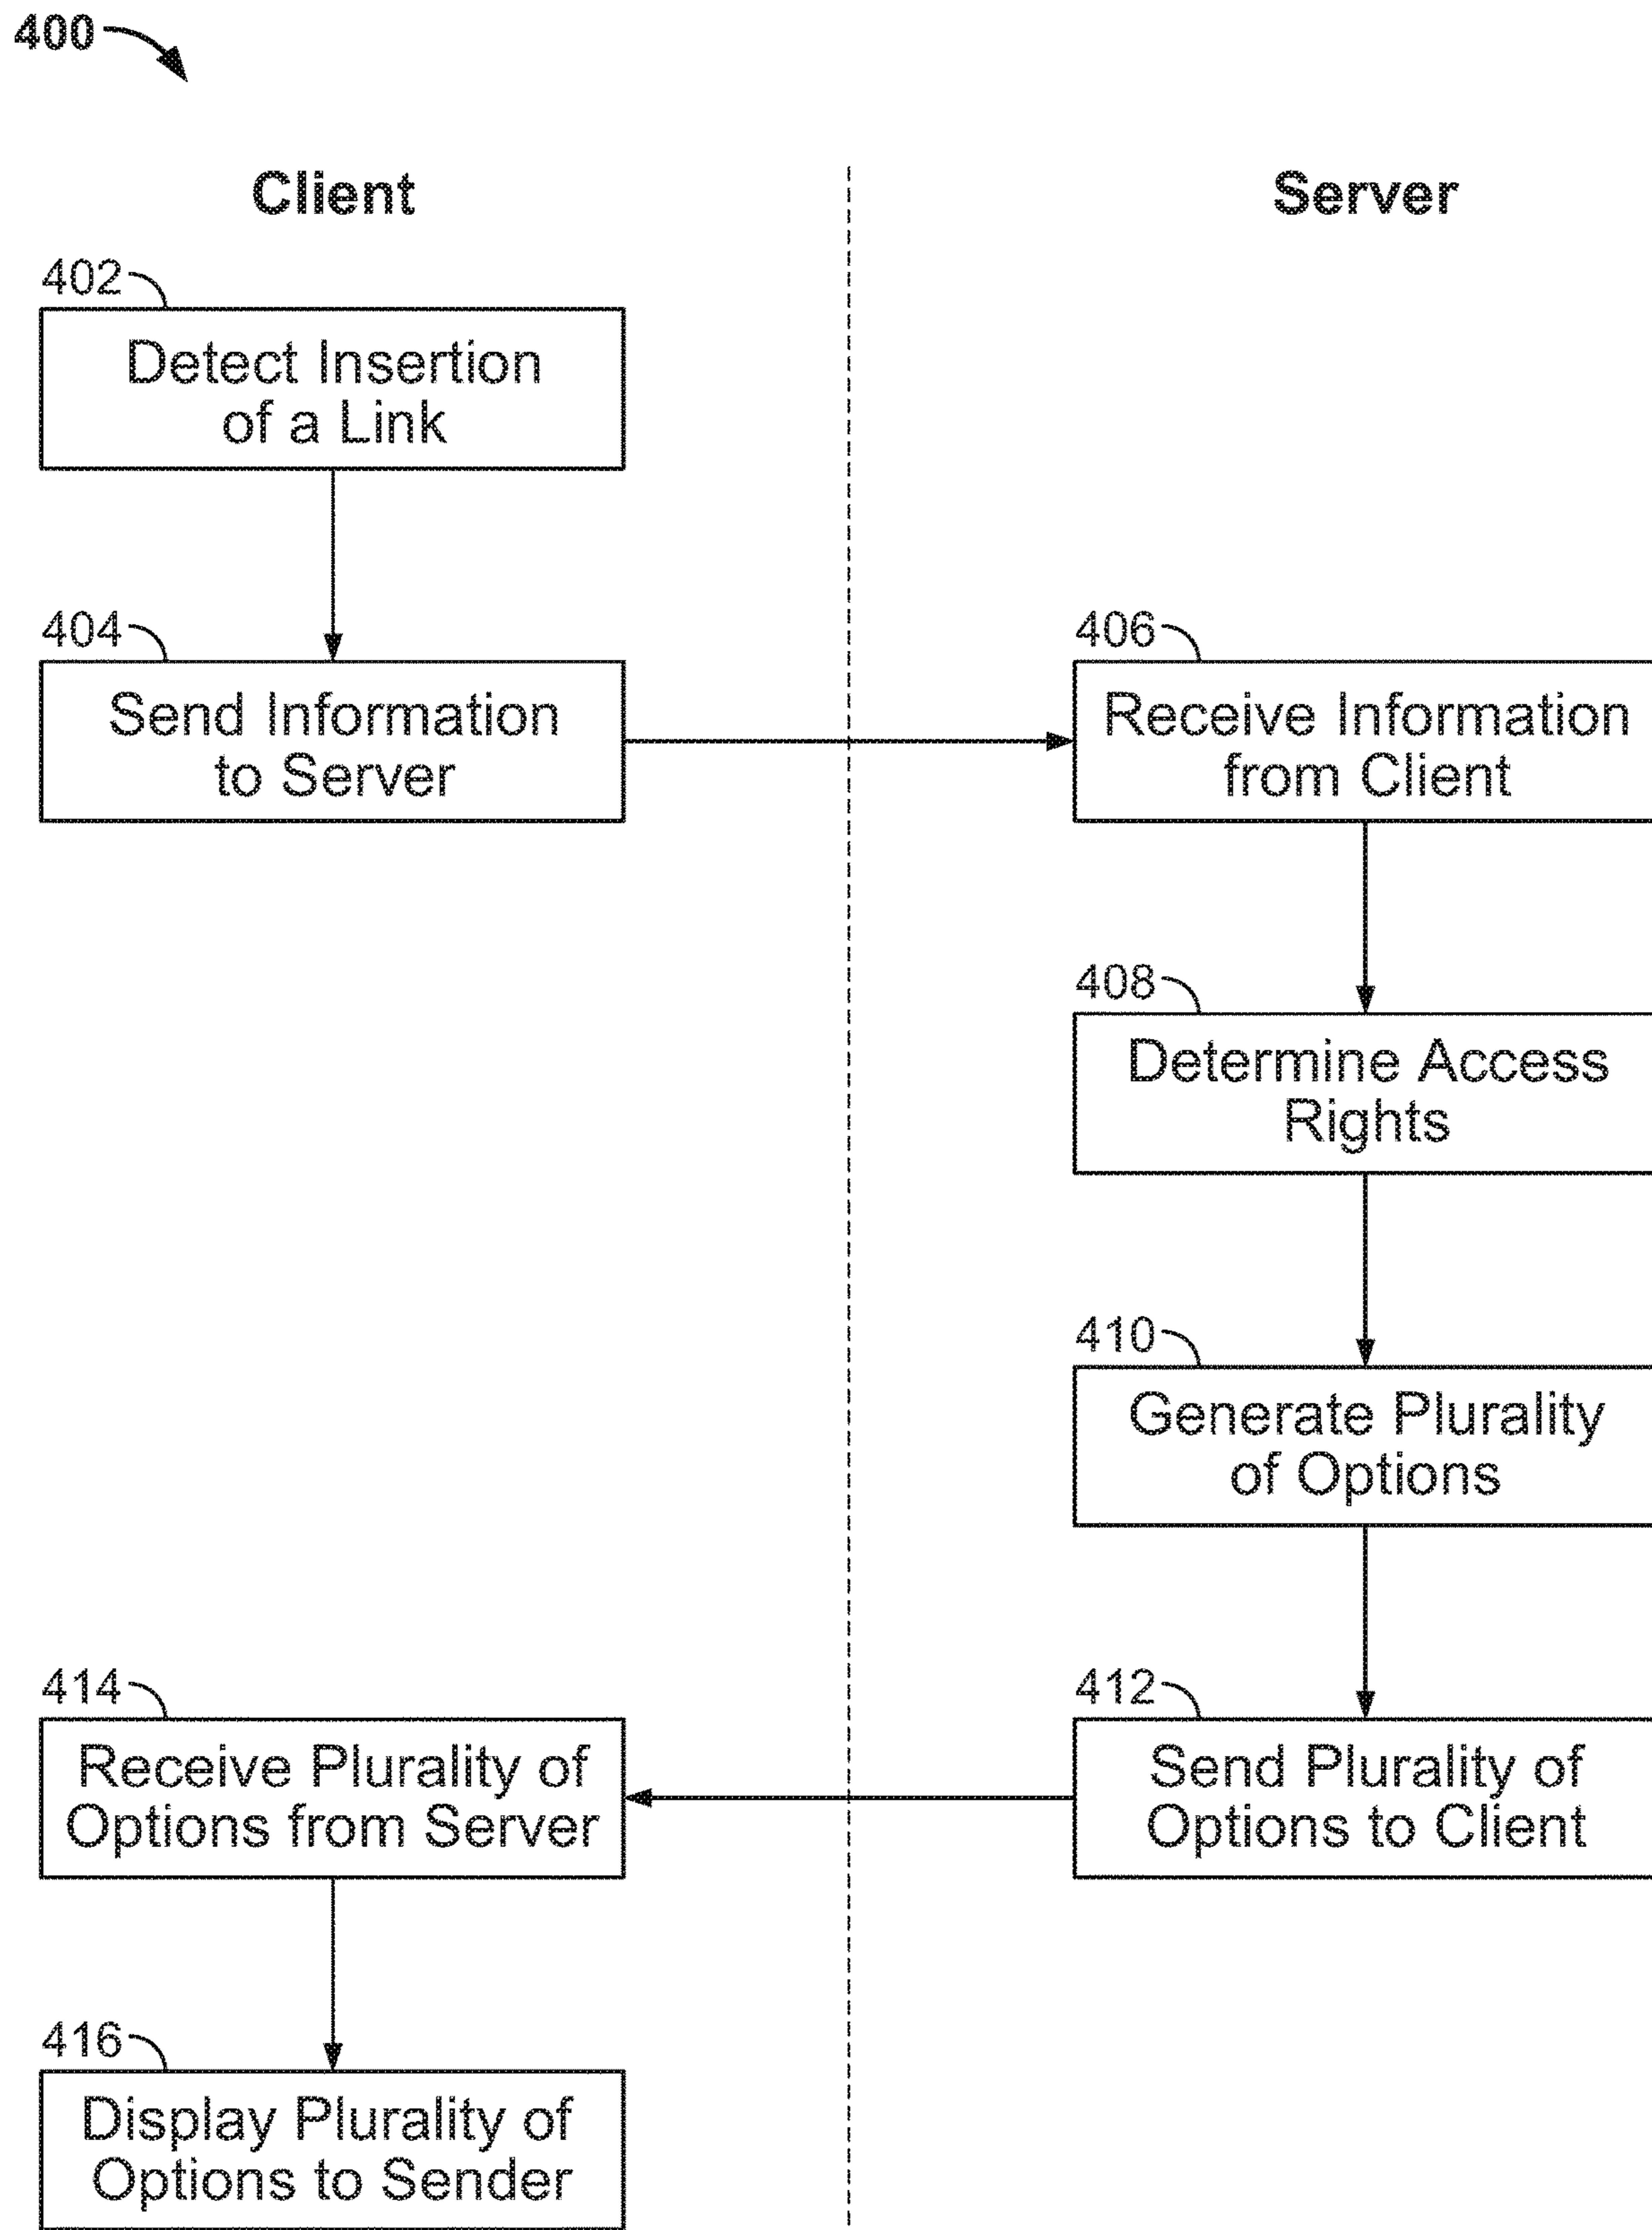 400
Client
Server
402
Detect Insertion
of a Link
404
Send Information
to Server
406
Receive Information
from Client
408
Determine Access
Rights
410
Generate Plurality
of Options
412
Send Plurality of
Options to Client
414
Receive Plurality of
Options from Server
416
Display Plurality of
Options to Sender